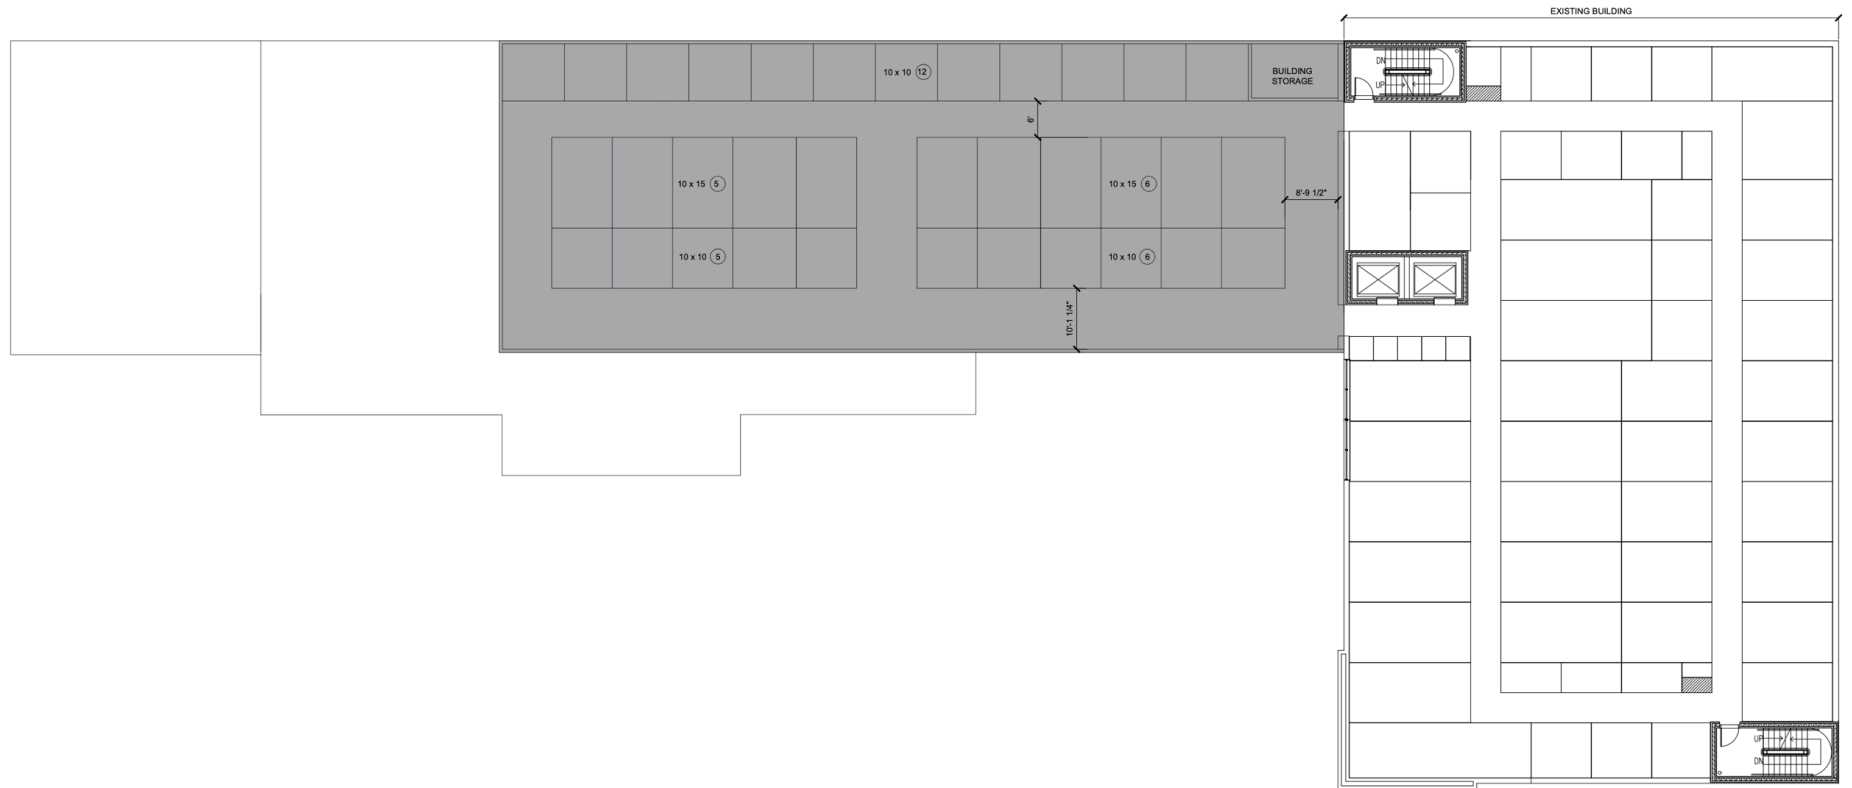 EXISTING BUILDING
DN
UP
10 x 10 12
BUILDING
STORAGE
6'
10 x 15 5
10 x 15 6
8'-9 1/2"
10 x 10 5
10 x 10 6
10'-1 1/4"
UP
DN